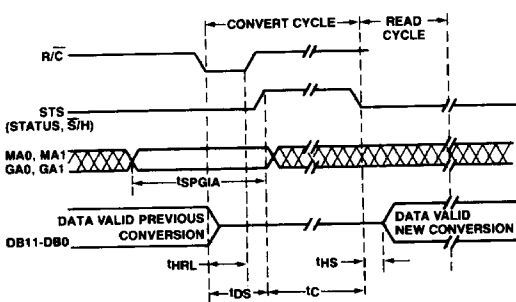 CONVERT CYCLE
READ
CYCLE
R/C̅
STS
(STATUS, S̅/H)
MA0, MA1
GA0, GA1
tSPGIA
DATA VALID PREVIOUS
CONVERSION
DB11-DB0
DATA VALID
NEW CONVERSION
tHRL
tHS
tDS
tC